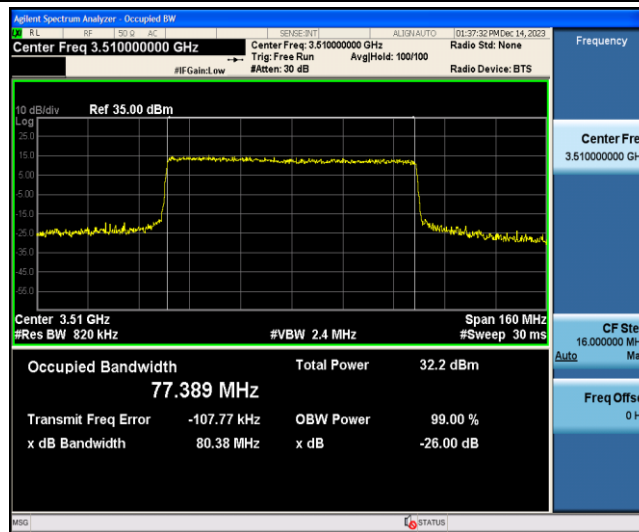 Agilent Spectrum Analyzer - Occupied BW
RL RF 50 Ω AC SENSE:INT ALIGNAUTO 01:37:32 PM Dec 14, 2023
Center Freq 3.510000000 GHz
Center Freq: 3.510000000 GHz
Radio Std: None
Trig: Free Run Avg|Hold: 100/100
#IFGain:Low #Atten: 30 dB Radio Device: BTS
Frequency
10 dB/div Ref 35.00 dBm
Log
25.0
15.0
5.00
-5.00
-15.0
-25.0
-35.0
-45.0
-55.0
Center 3.51 GHz Span 160 MHz
#Res BW 820 kHz #VBW 2.4 MHz #Sweep 30 ms
Occupied Bandwidth Total Power 32.2 dBm
77.389 MHz
Transmit Freq Error -107.77 kHz OBW Power 99.00 %
x dB Bandwidth 80.38 MHz x dB -26.00 dB
Center Fre
3.510000000 GH
CF Ste
16.000000 MH
Auto Ma
Freq Offse
0 H
MSG STATUS